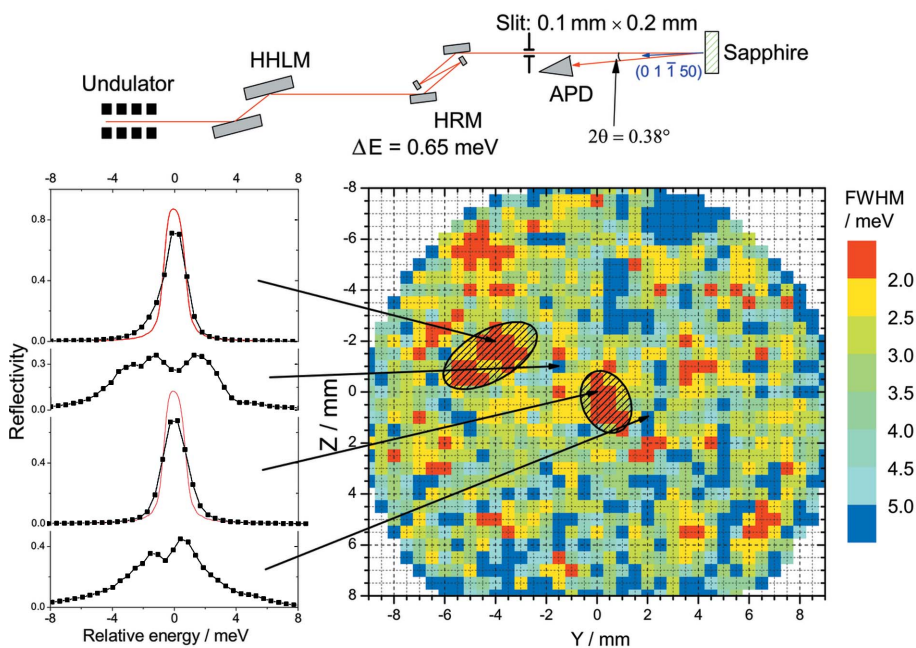 Slit: 0.1 mm × 0.2 mm
HHLM
Sapphire
Undulator
(0 1 1̅ 50)
APD
HRM
2θ = 0.38°
ΔE = 0.65 meV
-8 -4 0 4 8
0.8
0.4
0.0
0.3
0.0
0.4
0.0
0.4
0.0
Reflectivity
-8 -4 0 4 8
Relative energy / meV
-8
-6
-4
-2
0
2
4
6
8
Z / mm
-8 -6 -4 -2 0 2 4 6 8
Y / mm
FWHM
/ meV
2.0
2.5
3.0
3.5
4.0
4.5
5.0